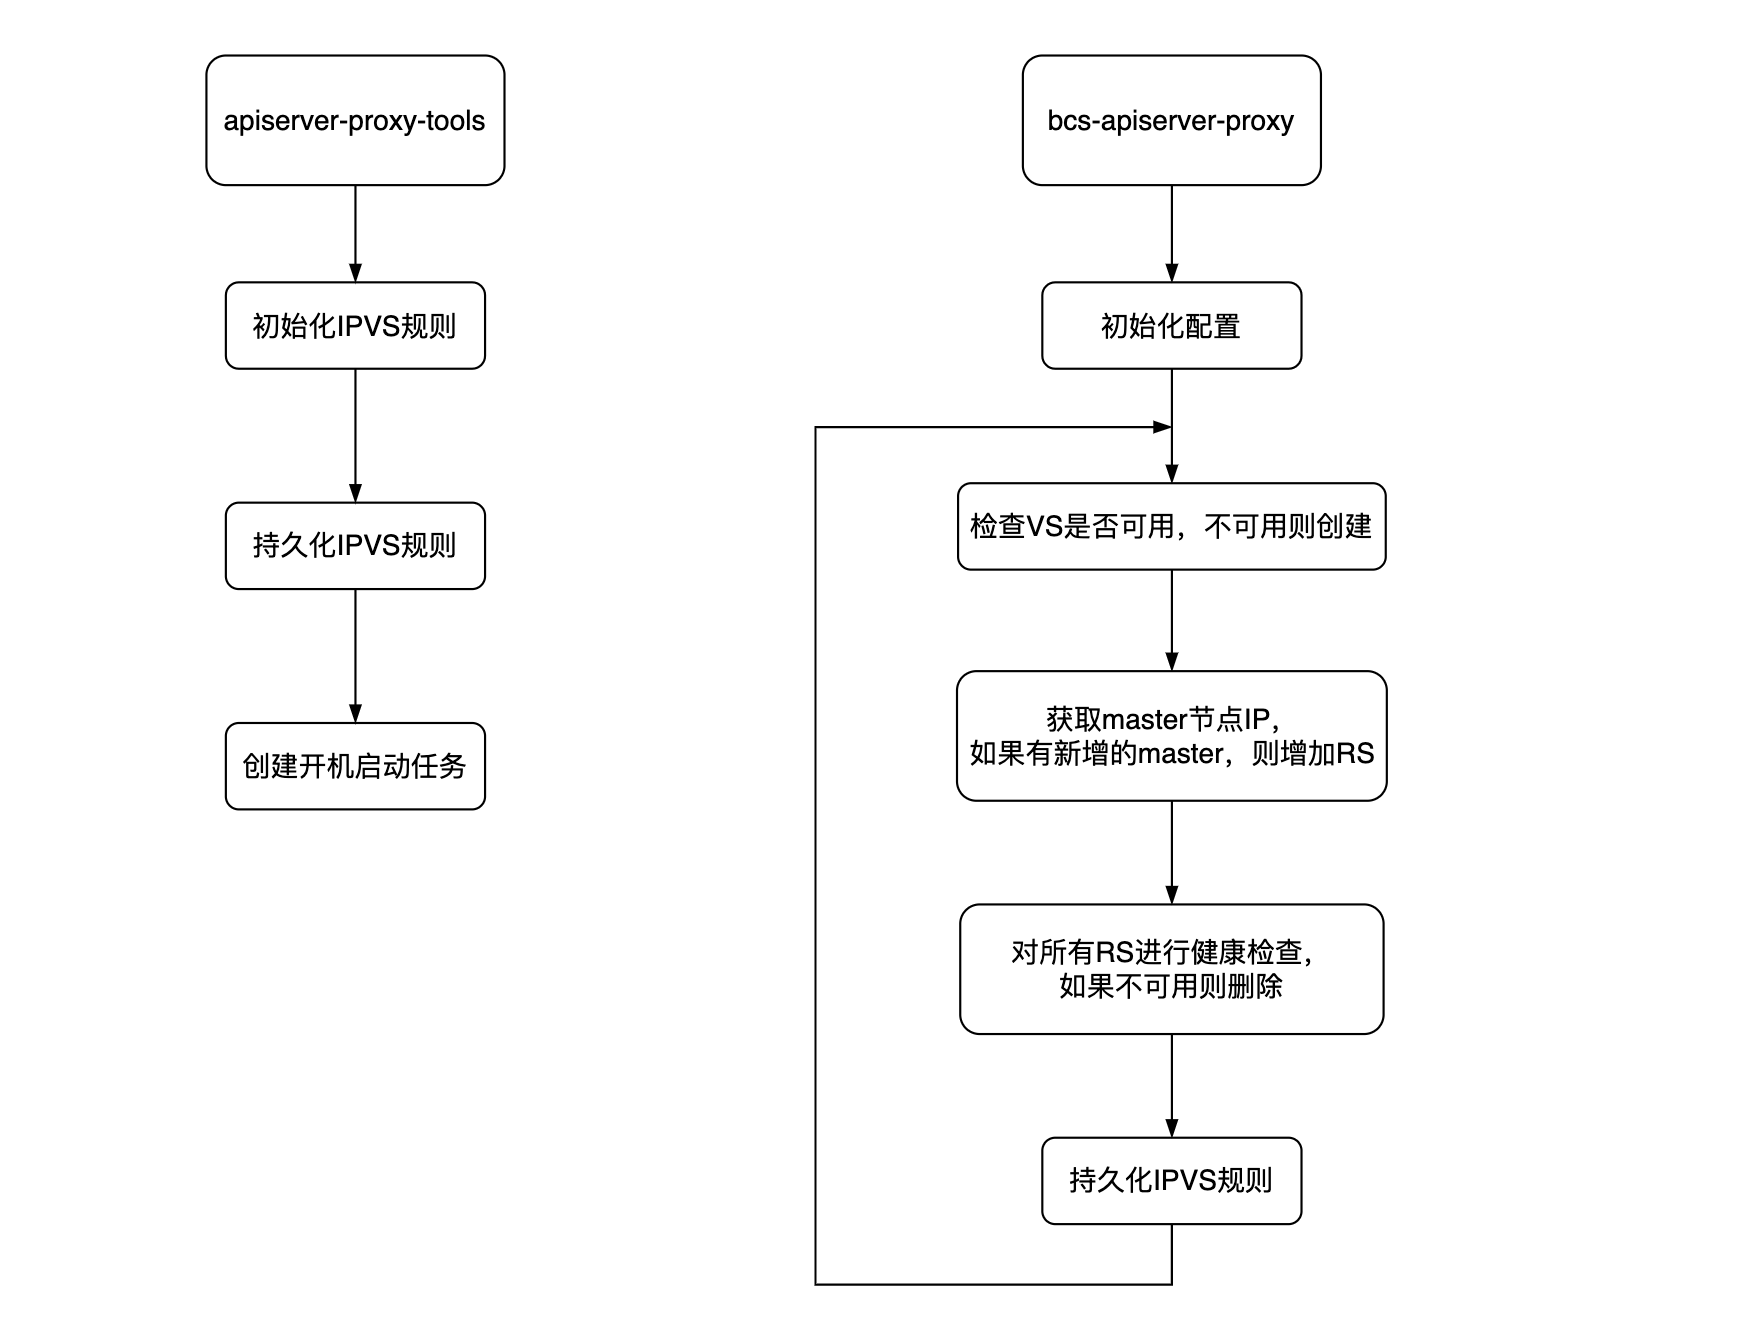 apiserver-proxy-tools
初始化IPVS规则
持久化IPVS规则
创建开机启动任务
bcs-apiserver-proxy
初始化配置
检查VS是否可用，不可用则创建
获取master节点IP，
如果有新增的master，则增加RS
对所有RS进行健康检查，
如果不可用则删除
持久化IPVS规则